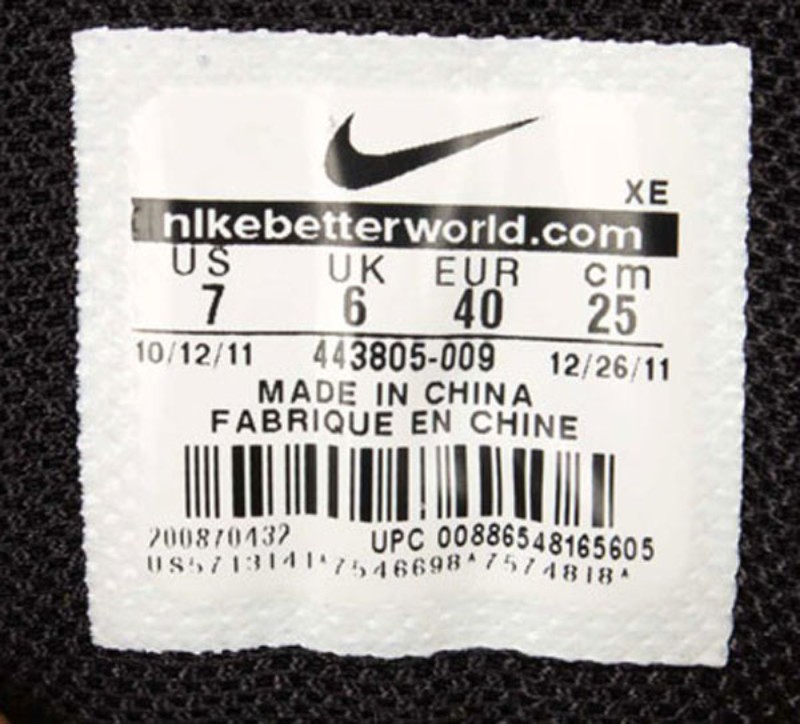 XE
nikebetterworld.com
US UK EUR cm
7 6 40 25
10/12/11 443805-009 12/26/11
MADE IN CHINA
FABRIQUE EN CHINE
200870432 UPC 00886548165605
US5713141*7546698*7574818*